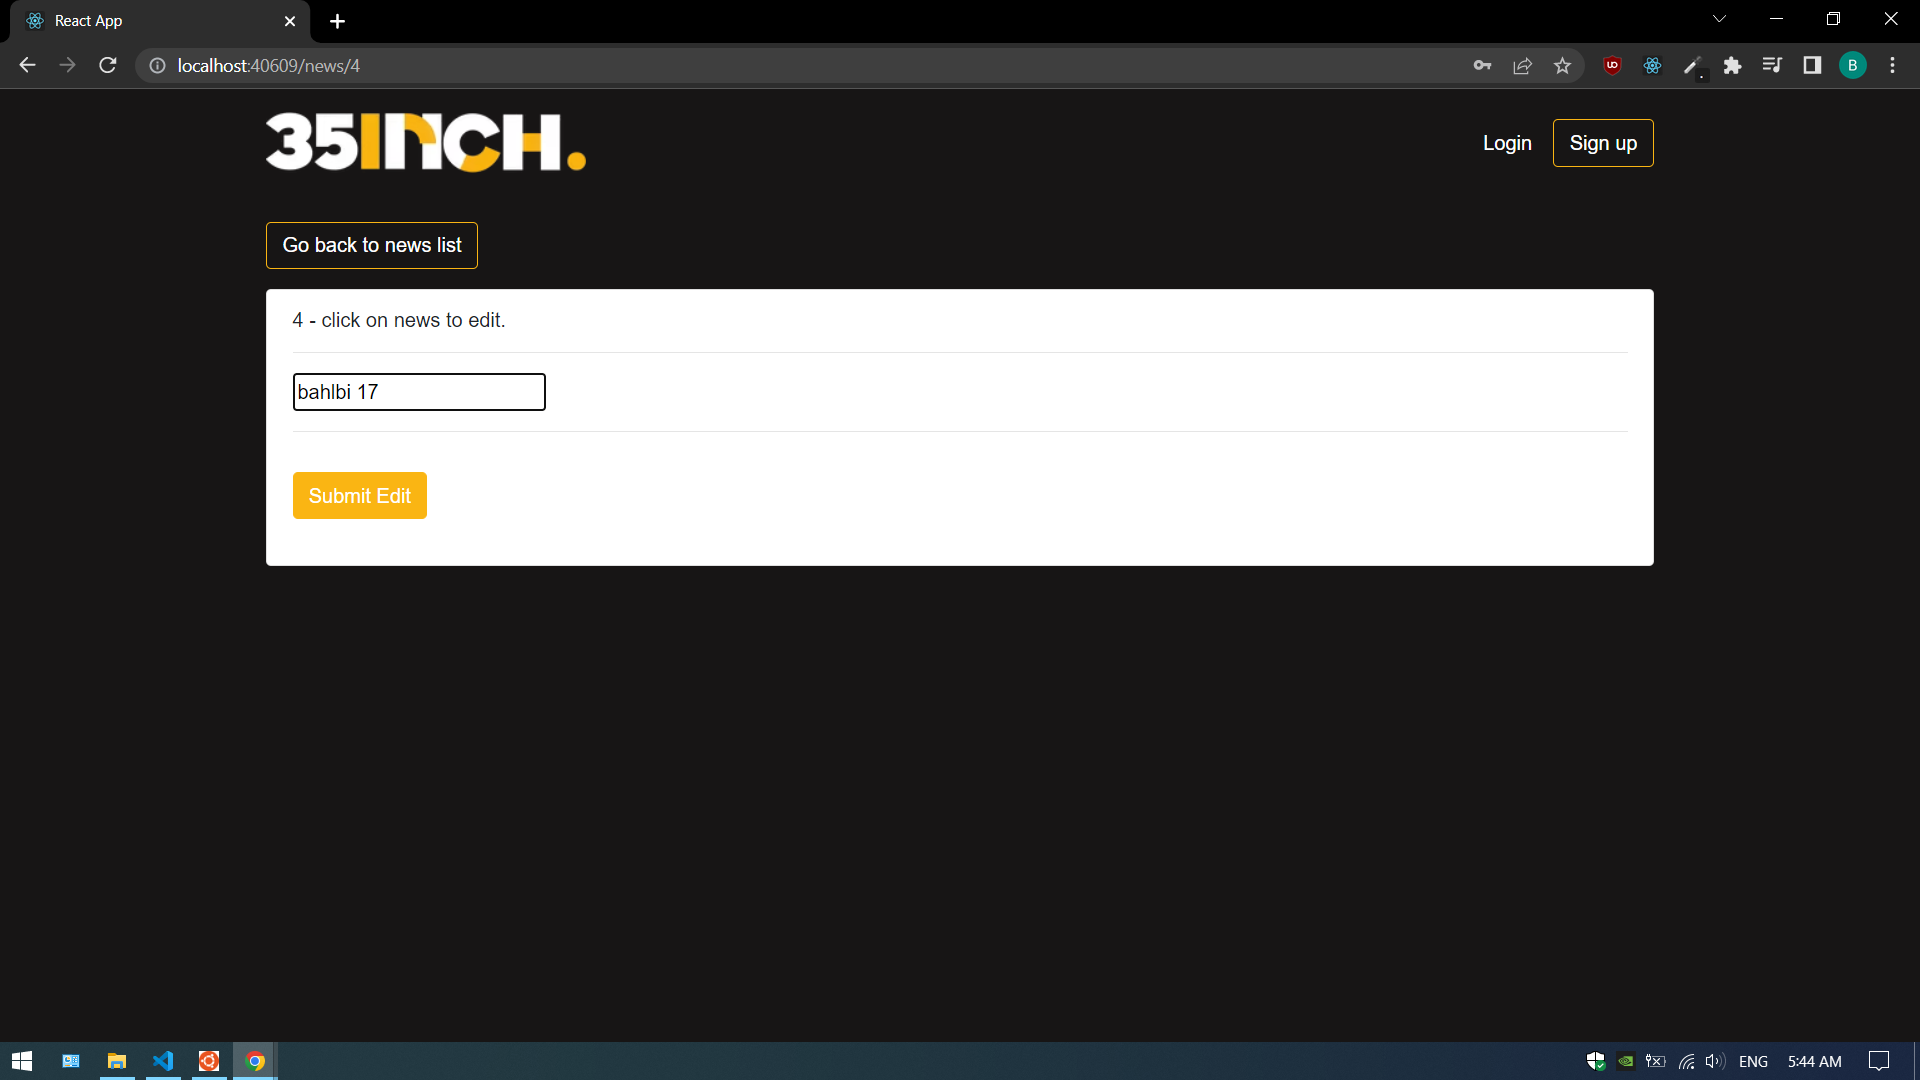 React App
localhost:40609/news/4
B
35INCH.
Login
Sign up
Go back to news list
4 - click on news to edit.
bahlbi 17
Submit Edit
ENG
5:44 AM